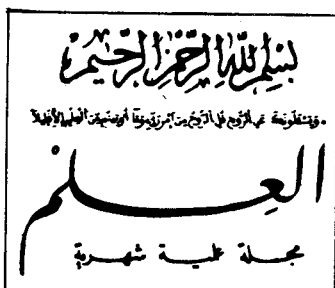 بسم الله الرحمن الرحيم
ويسئلونك عن الروح قل الروح من أمر ربي وما أوتيتم من العلم إلا قليلا
العلم
مجلة علمية شهرية